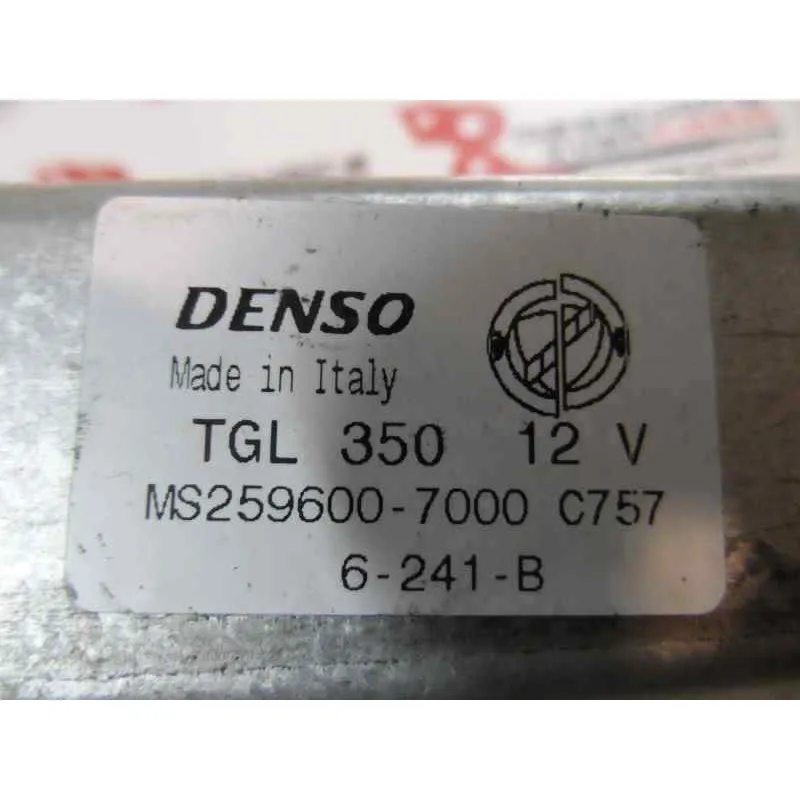 DENSO
Made in Italy
TGL 350 12 V
MS259600-7000 C757
6-241-B